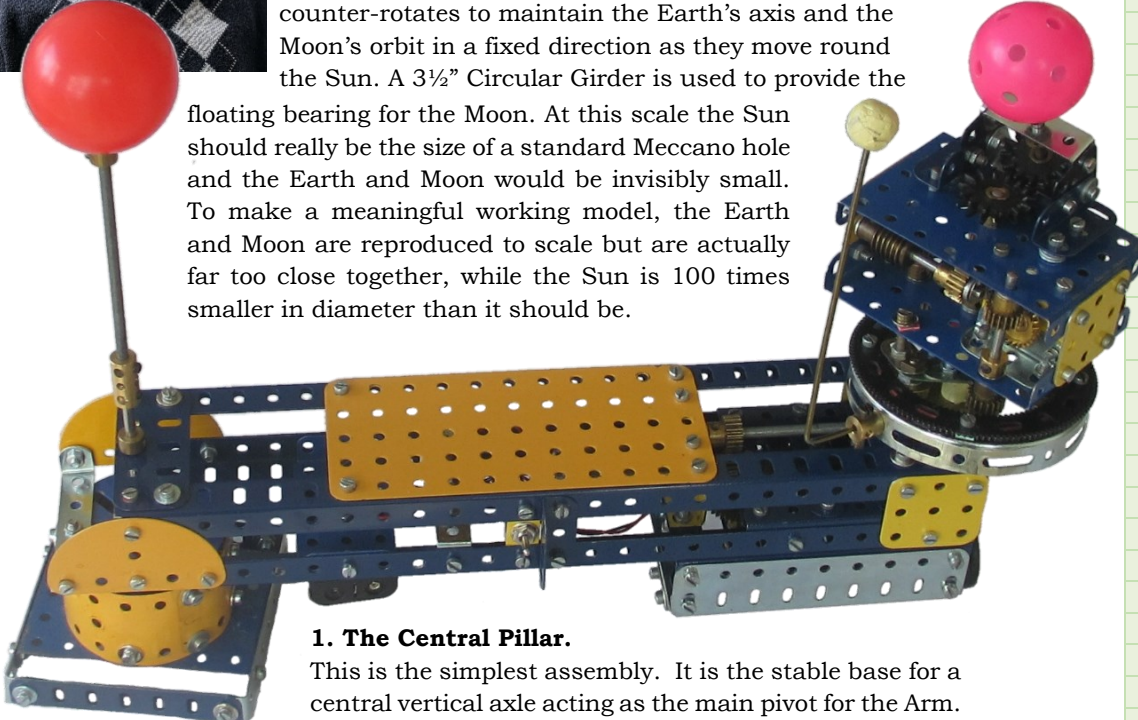 counter-rotates to maintain the Earth’s axis and the
Moon’s orbit in a fixed direction as they move round
the Sun. A 3½” Circular Girder is used to provide the
floating bearing for the Moon. At this scale the Sun
should really be the size of a standard Meccano hole
and the Earth and Moon would be invisibly small.
To make a meaningful working model, the Earth
and Moon are reproduced to scale but are actually
far too close together, while the Sun is 100 times
smaller in diameter than it should be.
1. The Central Pillar.
This is the simplest assembly.  It is the stable base for a
central vertical axle acting as the main pivot for the Arm.